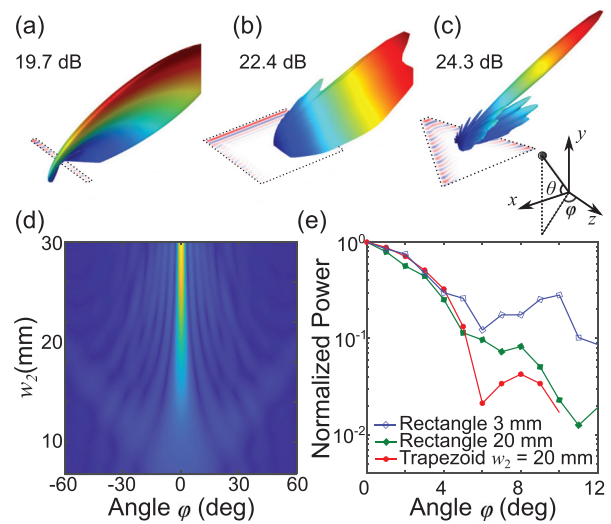 (a)
19.7 dB
(b)
22.4 dB
(c)
24.3 dB
y
θ
x
φ
z
(d)
30
20
10
w2(mm)
-60
-30
0
30
60
Angle φ (deg)
(e)
10^0
10^-1
10^-2
Normalized Power
Rectangle 3 mm
Rectangle 20 mm
Trapezoid w2 = 20 mm
0
4
8
12
Angle φ (deg)